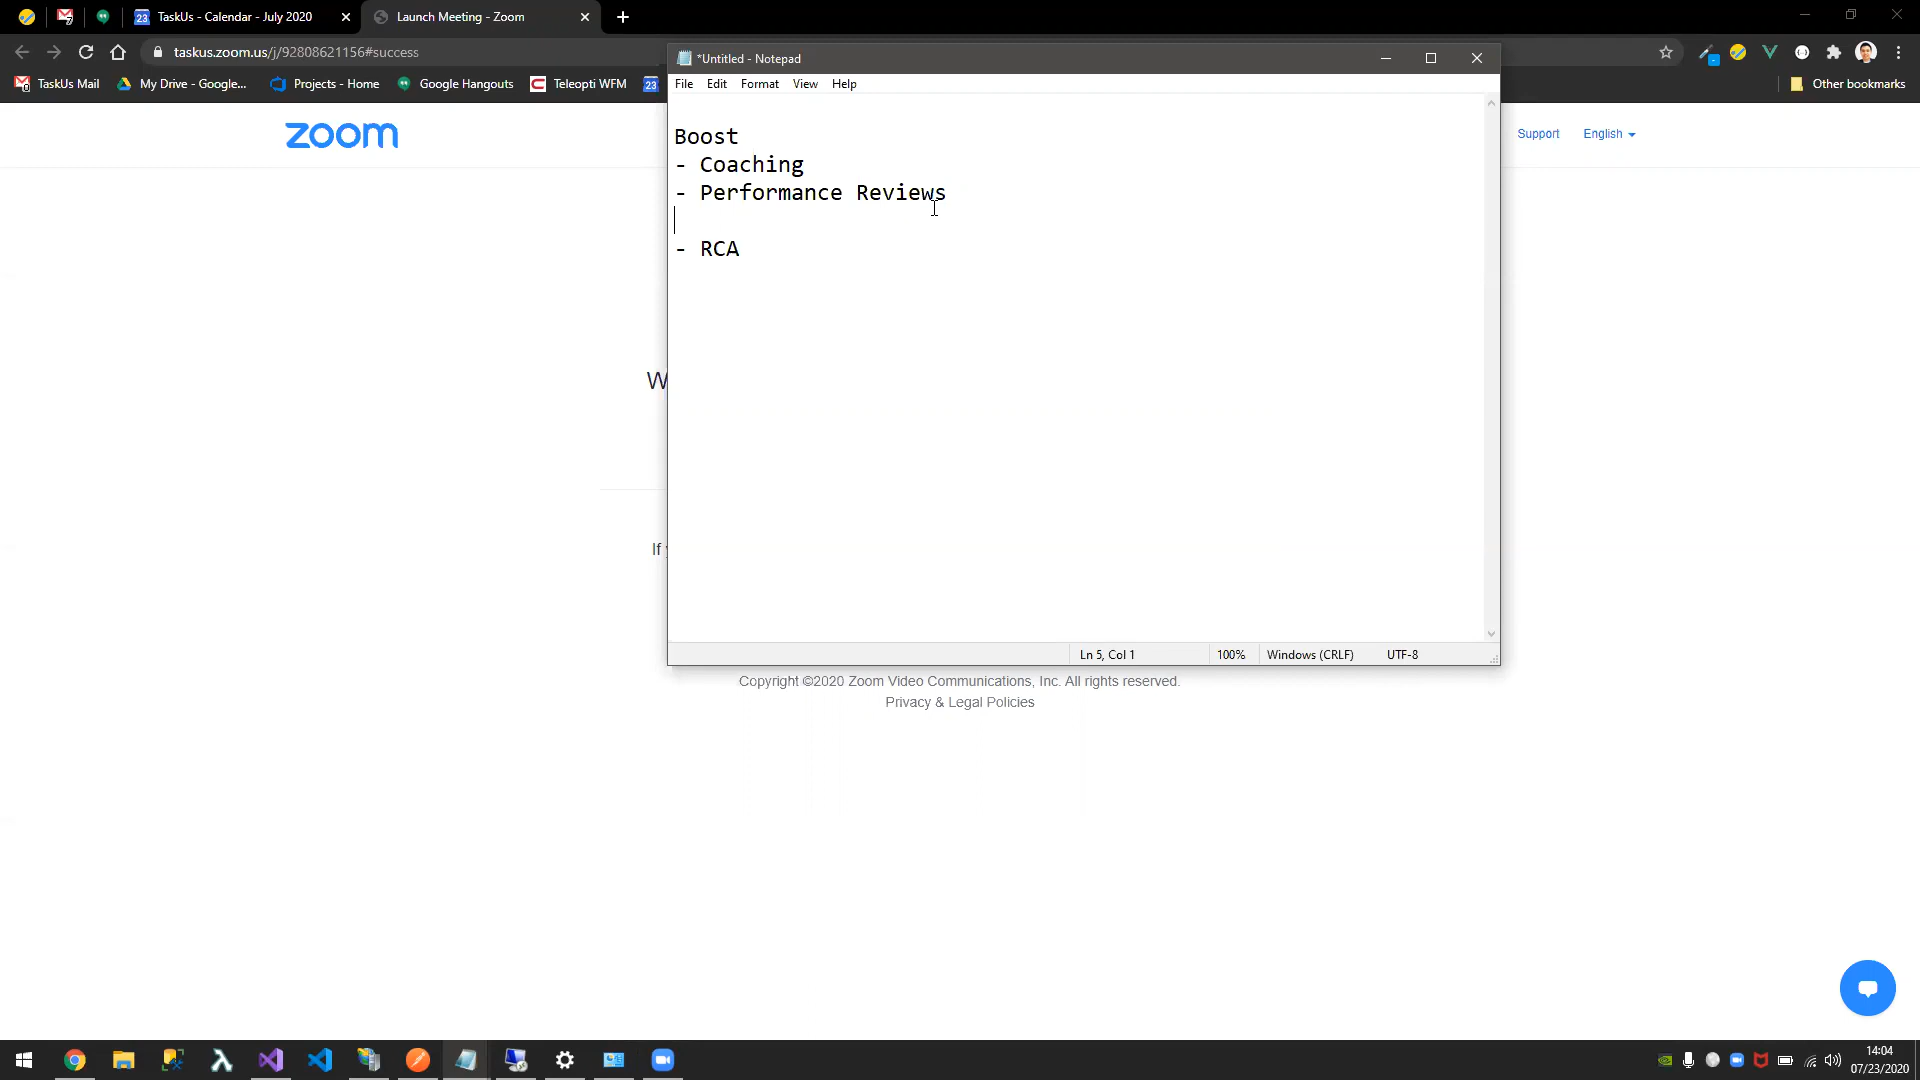 TaskUs - Calendar - July 2020
Launch Meeting - Zoom
taskus.zoom.us/j/92808621156#success
TaskUs Mail
My Drive - Google...
Projects - Home
Google Hangouts
Teleopti WFM
23
Other bookmarks
zoom
Support
English
*Untitled - Notepad
File Edit Format View Help
Boost
- Coaching
- Performance Reviews
- RCA
W
If
Ln 5, Col 1
100%
Windows (CRLF)
UTF-8
Copyright ©2020 Zoom Video Communications, Inc. All rights reserved.
Privacy & Legal Policies
14:04
07/23/2020